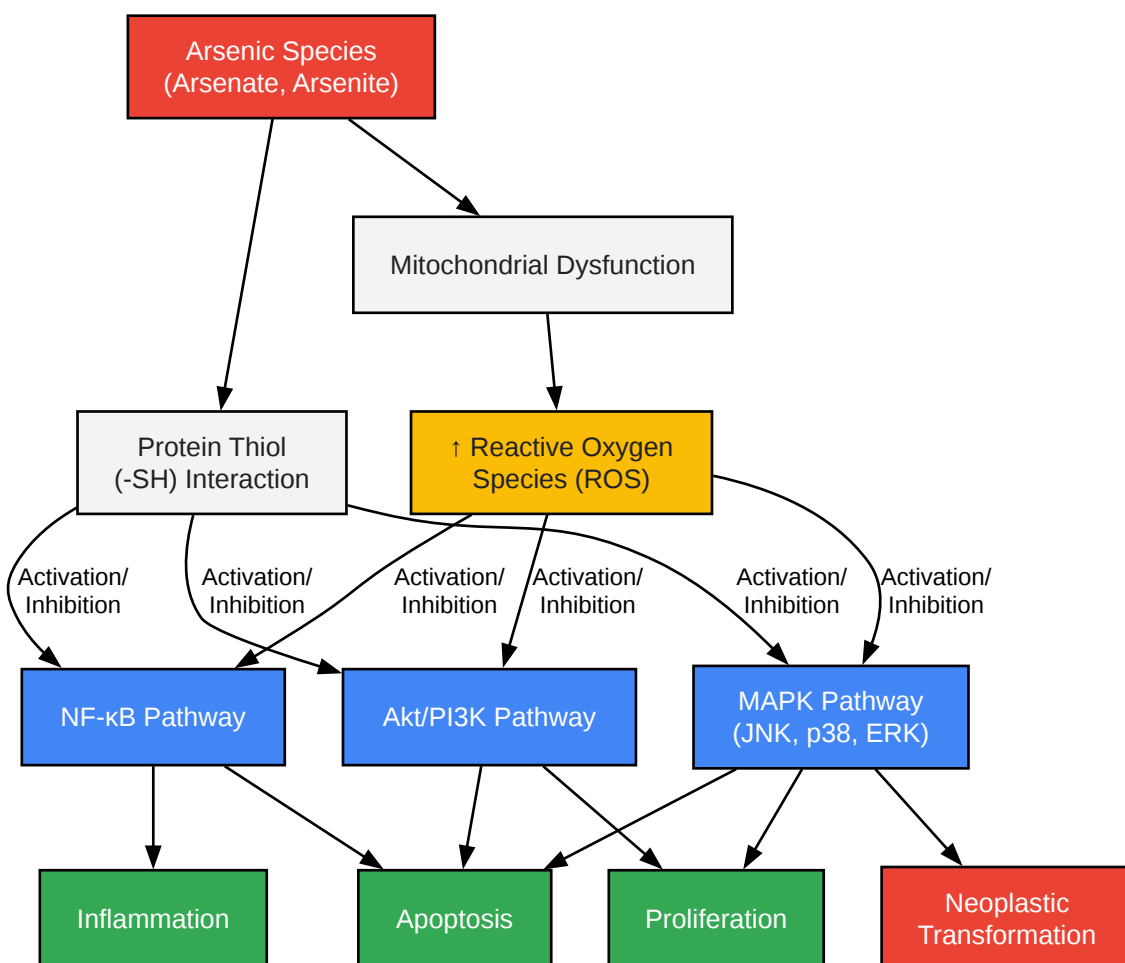 Arsenic Species
(Arsenate, Arsenite)
Mitochondrial Dysfunction
Protein Thiol
(-SH) Interaction
↑ Reactive Oxygen
Species (ROS)
Activation/
Inhibition
Activation/
Inhibition
Activation/
Inhibition
Activation/
Inhibition
Activation/
Inhibition
Activation/
Inhibition
NF-κB Pathway
Akt/PI3K Pathway
MAPK Pathway
(JNK, p38, ERK)
Inflammation
Apoptosis
Proliferation
Neoplastic
Transformation